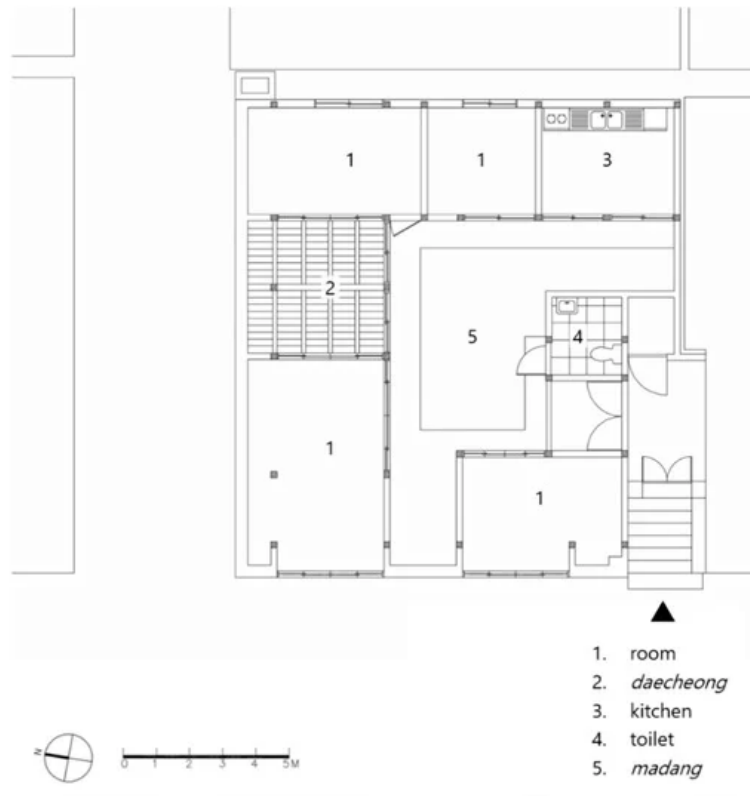 1 1 3
2
5 4
1
1
1. room
2. daecheong
3. kitchen
4. toilet
5. madang
N
0 1 2 3 4 5M